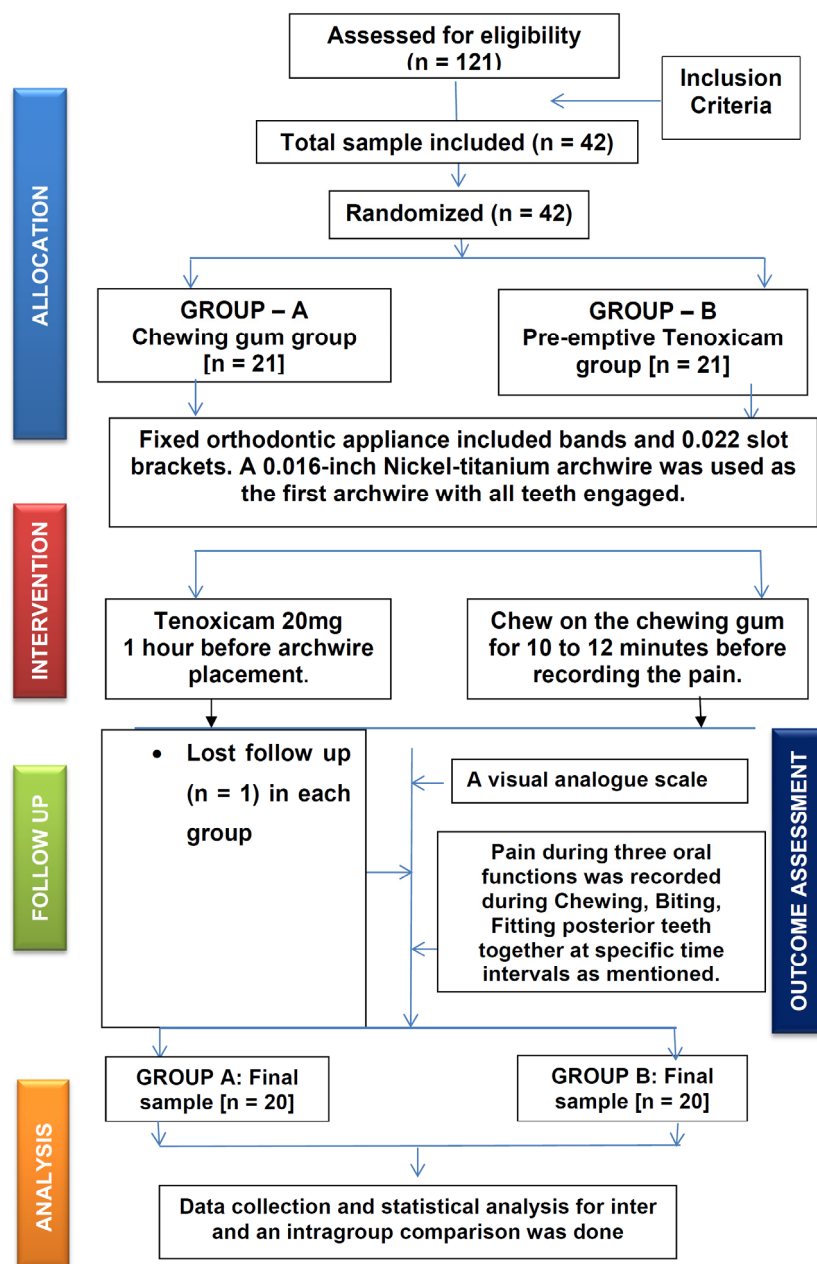 Assessed for eligibility
(n = 121)
Inclusion
Criteria
Total sample included (n = 42)
Randomized (n = 42)
ALLOCATION
GROUP – A
Chewing gum group
[n = 21]
GROUP – B
Pre-emptive Tenoxicam
group [n = 21]
Fixed orthodontic appliance included bands and 0.022 slot
brackets. A 0.016-inch Nickel-titanium archwire was used as
the first archwire with all teeth engaged.
INTERVENTION
Tenoxicam 20mg
1 hour before archwire
placement.
Chew on the chewing gum
for 10 to 12 minutes before
recording the pain.
FOLLOW UP
• Lost follow up
(n = 1) in each
group
A visual analogue scale
Pain during three oral
functions was recorded
during Chewing, Biting,
Fitting posterior teeth
together at specific time
intervals as mentioned.
OUTCOME ASSESSMENT
ANALYSIS
GROUP A: Final
sample [n = 20]
GROUP B: Final
sample [n = 20]
Data collection and statistical analysis for inter
and an intragroup comparison was done